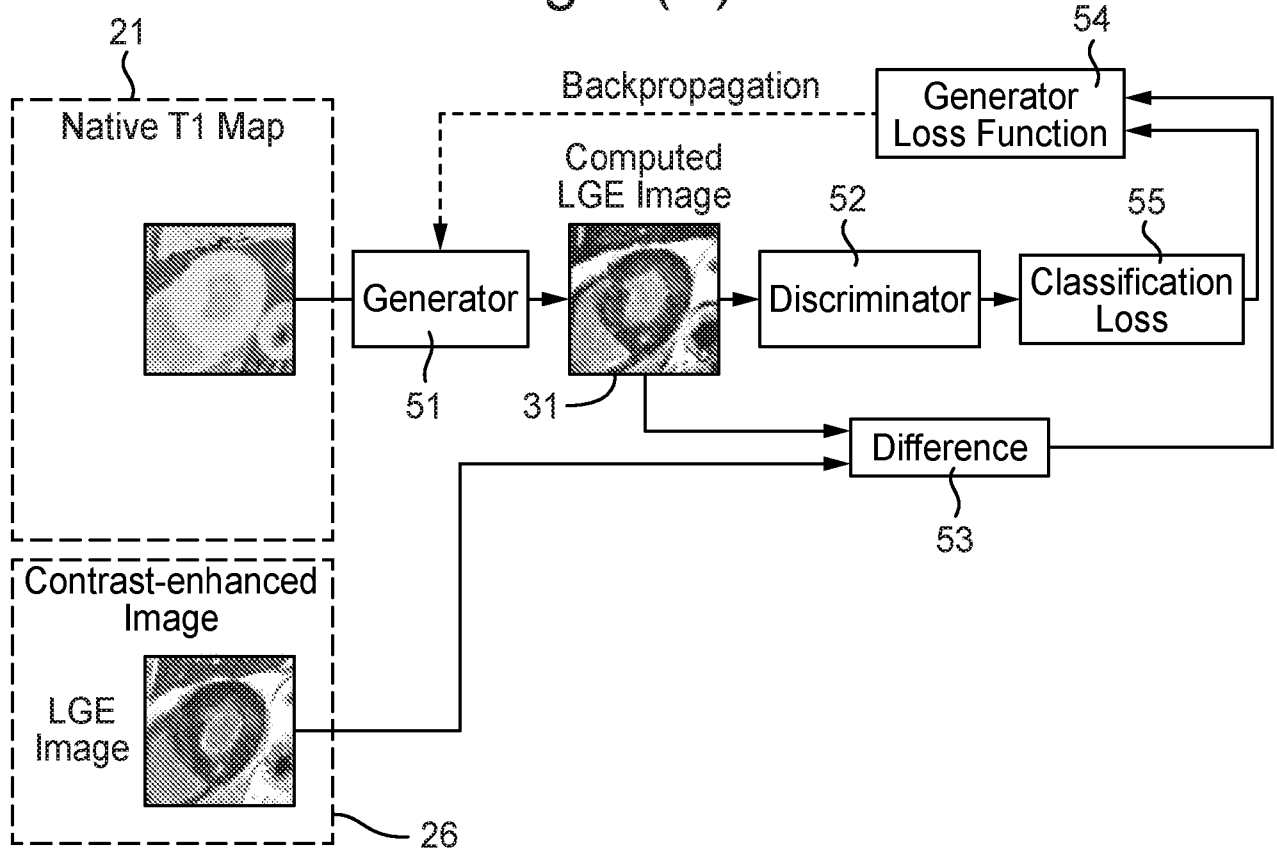 21
Native T1 Map
Backpropagation
54
Generator
Loss Function
Computed
LGE Image
52
55
Generator
Discriminator
Classification
Loss
51
31
Difference
53
Contrast-enhanced
Image
LGE
Image
26